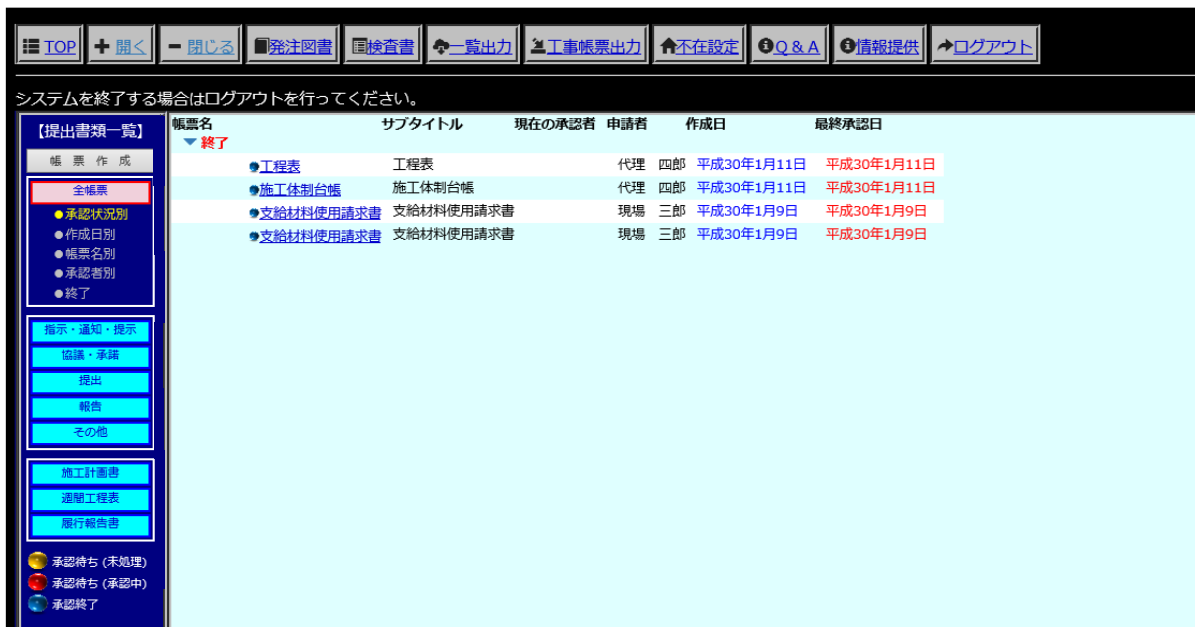 TOP 開く 閉じる 発注図書 検査書 一覧出力 工事帳票出力 不在設定 Q & A 情報提供 ログアウト
システムを終了する場合はログアウトを行ってください。
【提出書類一覧】
帳 票 作 成
全帳票
●承認状況別
●作成日別
●帳票名別
●承認者別
●終了
指示・通知・提示
協議・承諾
提出
報告
その他
施工計画書
週間工程表
履行報告書
承認待ち (未処理)
承認待ち (承認中)
承認終了
帳票名 サブタイトル 現在の承認者 申請者 作成日 最終承認日
▼ 終了
工程表 工程表 代理 四郎 平成30年1月11日 平成30年1月11日
施工体制台帳 施工体制台帳 代理 四郎 平成30年1月11日 平成30年1月11日
支給材料使用請求書 支給材料使用請求書 現場 三郎 平成30年1月9日 平成30年1月9日
支給材料使用請求書 支給材料使用請求書 現場 三郎 平成30年1月9日 平成30年1月9日